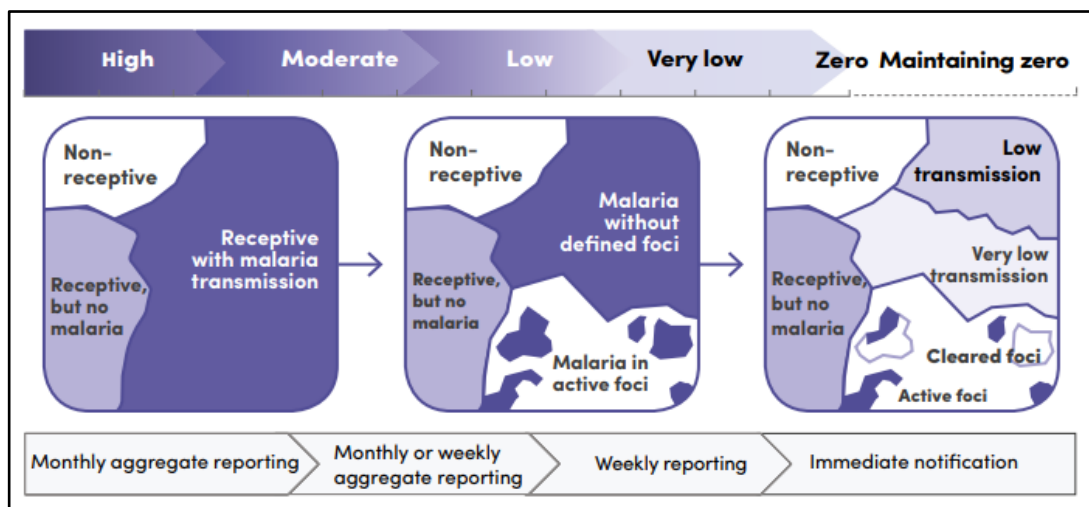 High Moderate Low Very low Zero Maintaining zero
Non-
receptive
Receptive
with malaria
transmission
Receptive,
but no
malaria
Non-
receptive
Malaria
without
defined foci
Receptive,
but no
malaria
Malaria in
active foci
Non-
receptive
Low
transmission
Very low
transmission
Receptive,
but no
malaria
Cleared foci
Active foci
Monthly aggregate reporting
Monthly or weekly
aggregate reporting
Weekly reporting
Immediate notification